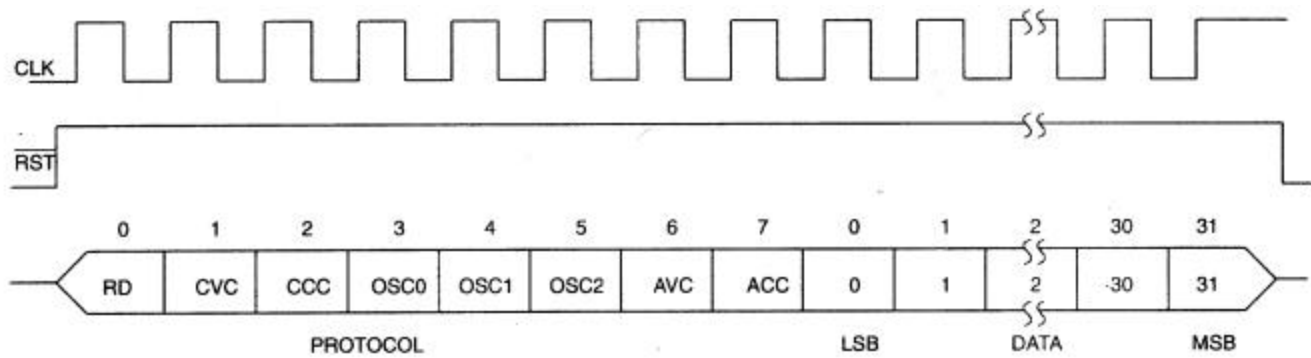 CLK
RST
0 1 2 3 4 5 6 7 0 1 2 30 31
RD CVC CCC OSC0 OSC1 OSC2 AVC ACC 0 1 2 30 31
PROTOCOL LSB DATA MSB